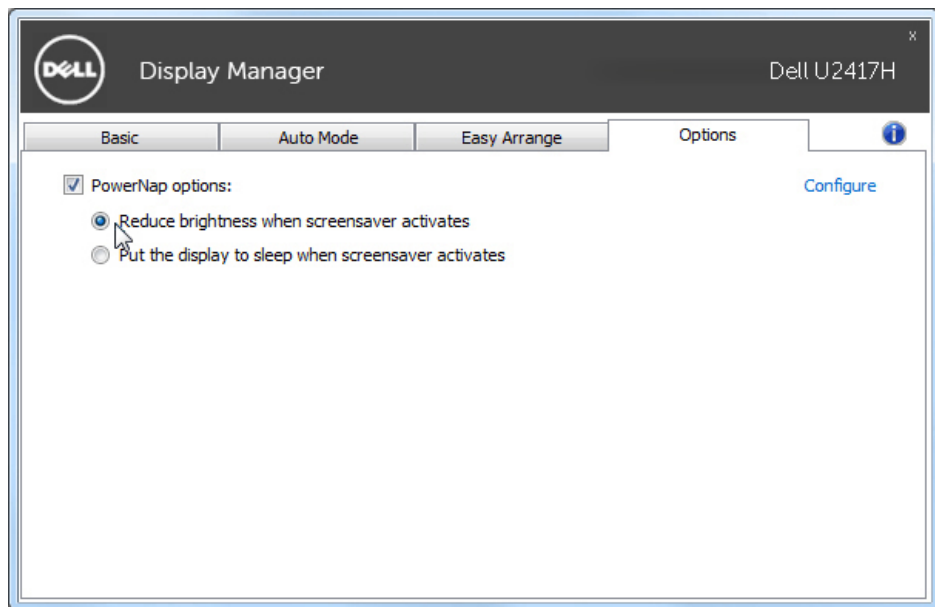 x
DELL
Display Manager
Dell U2417H
Basic
Auto Mode
Easy Arrange
Options
i
PowerNap options:
Configure
Reduce brightness when screensaver activates
Put the display to sleep when screensaver activates